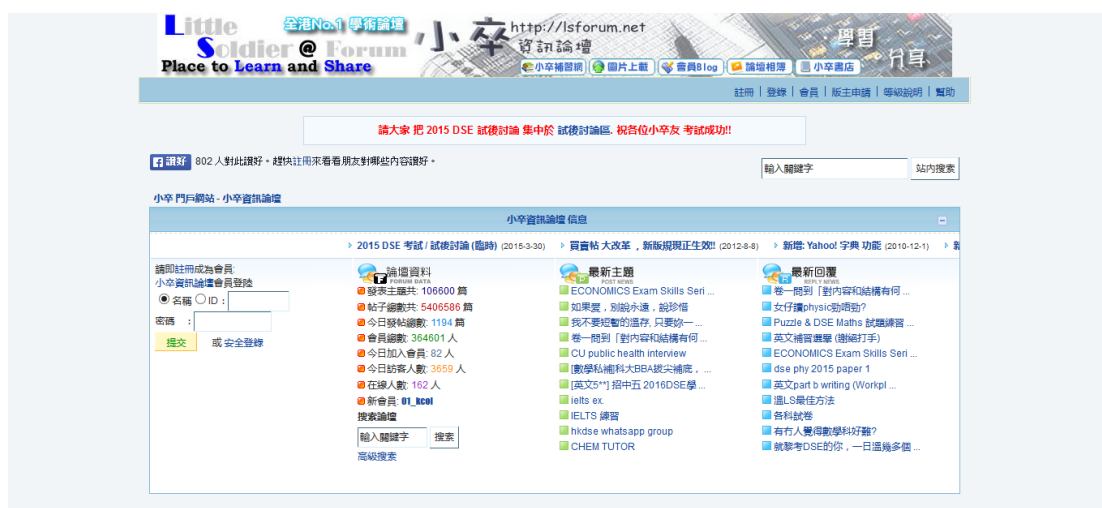 Little
Soldier @ Forum
Place to Learn and Share
全港No.1 學術論壇
小卒
http://lsforum.net
資訊論壇
學習
分享
小卒補習網 圖片上載 會員Blog 論壇相簿 小卒書店
註冊 | 登錄 | 會員 | 版主申請 | 等級說明 | 幫助
請大家 把 2015 DSE 試後討論 集中於 試後討論區. 祝各位小卒友 考試成功!!
讚好 802 人對此讚好。趕快註冊來看看朋友對哪些內容讚好。
輸入關鍵字 站內搜索
小卒 門戶網站 - 小卒資訊論壇
小卒資訊論壇 信息
2015 DSE 考試 / 試後討論 (臨時) (2015-3-30) 買賣帖 大改革 ，新版規現正生效!! (2012-8-8) 新增: Yahoo! 字典 功能 (2010-12-1)
請即註冊成為會員:
小卒資訊論壇會員登陸
名稱 ID :
密碼 :
提交 或 安全登錄
論壇資料
FORUM DATA
發表主題共: 106600 篇
帖子總數共: 5406586 篇
今日發帖總數: 1194 篇
會員總數: 364601 人
今日加入會員: 82 人
今日訪客人數: 3659 人
在線人數: 162 人
新會員: 01_kcol
搜索論壇
輸入關鍵字 搜索
高級搜索
最新主題
POST NEWS
ECONOMICS Exam Skills Seri ...
如果愛，別說永遠，說珍惜
我不要短暫的溫存, 只要妳一 ...
卷一問到「對內容和結構有何 ...
CU public health interview
[數學私補]科大BBA拔尖補底， ...
[英文5**] 招中五 2016DSE學 ...
ielts ex.
IELTS 練習
hkdse whatsapp group
CHEM TUTOR
最新回覆
REPLY NEWS
卷一問到「對內容和結構有何 ...
女仔讀physic勁唔勁?
Puzzle & DSE Maths 試題練習 ...
英文補習選舉 (謝絕打手)
ECONOMICS Exam Skills Seri ...
dse phy 2015 paper 1
英文part b writing (Workpl ...
溫LS最佳方法
各科試卷
有冇人覺得數學科好難?
就黎考DSE的你，一日溫幾多個 ...